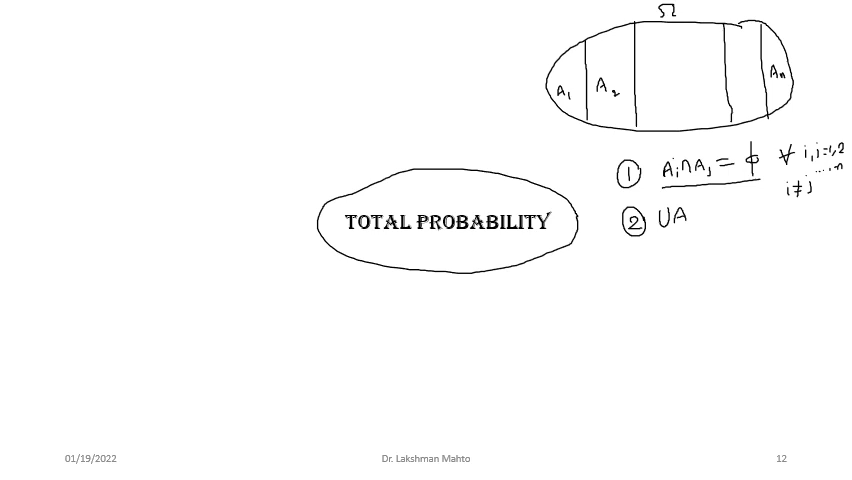 Ω
A₁ A₂ Aₙ
① Aᵢ∩Aⱼ = ϕ ∀ i,j=1,2...n
i≠j
② UA
TOTAL PROBABILITY
01/19/2022 Dr. Lakshman Mahto 12